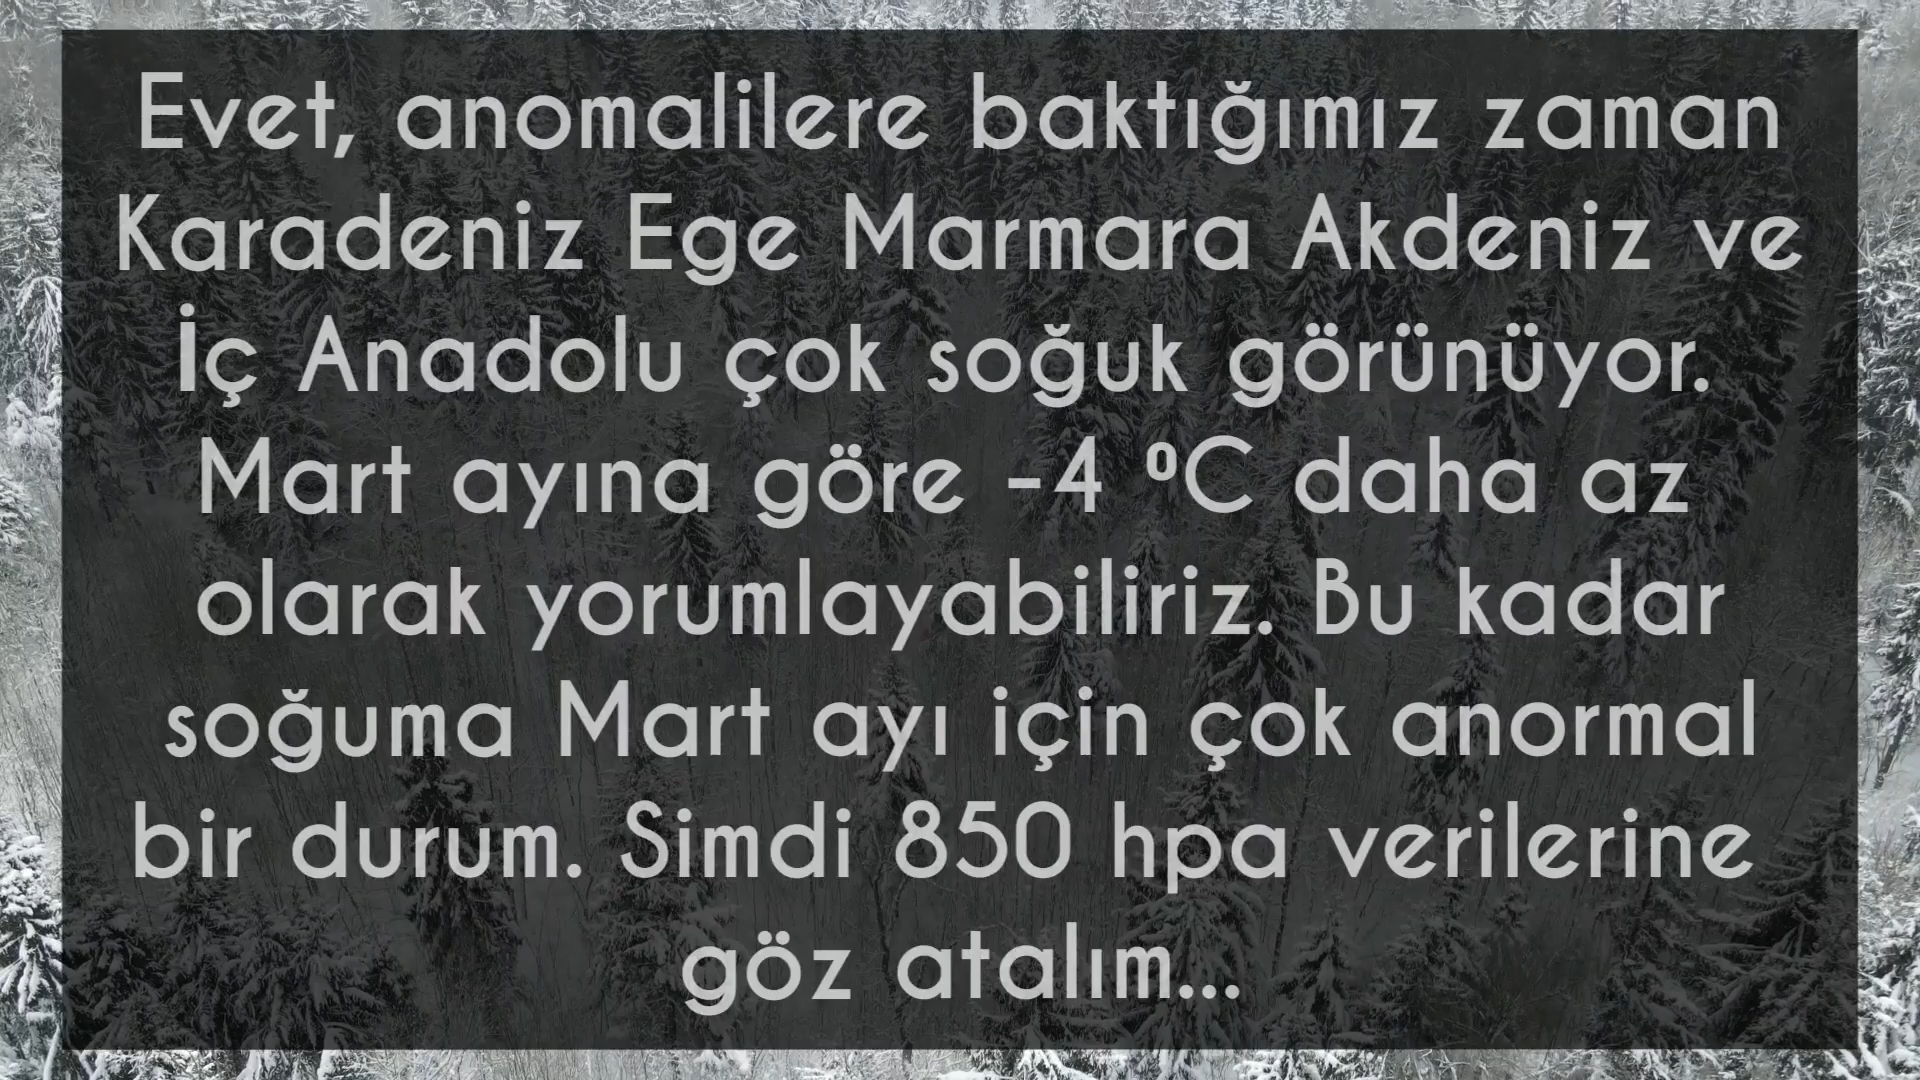 Evet, anomalilere baktığımız zaman
Karadeniz Ege Marmara Akdeniz ve
İç Anadolu çok soğuk görünüyor.
Mart ayına göre -4 ºC daha az
olarak yorumlayabiliriz. Bu kadar
soğuma Mart ayı için çok anormal
bir durum. Simdi 850 hpa verilerine
göz atalım...